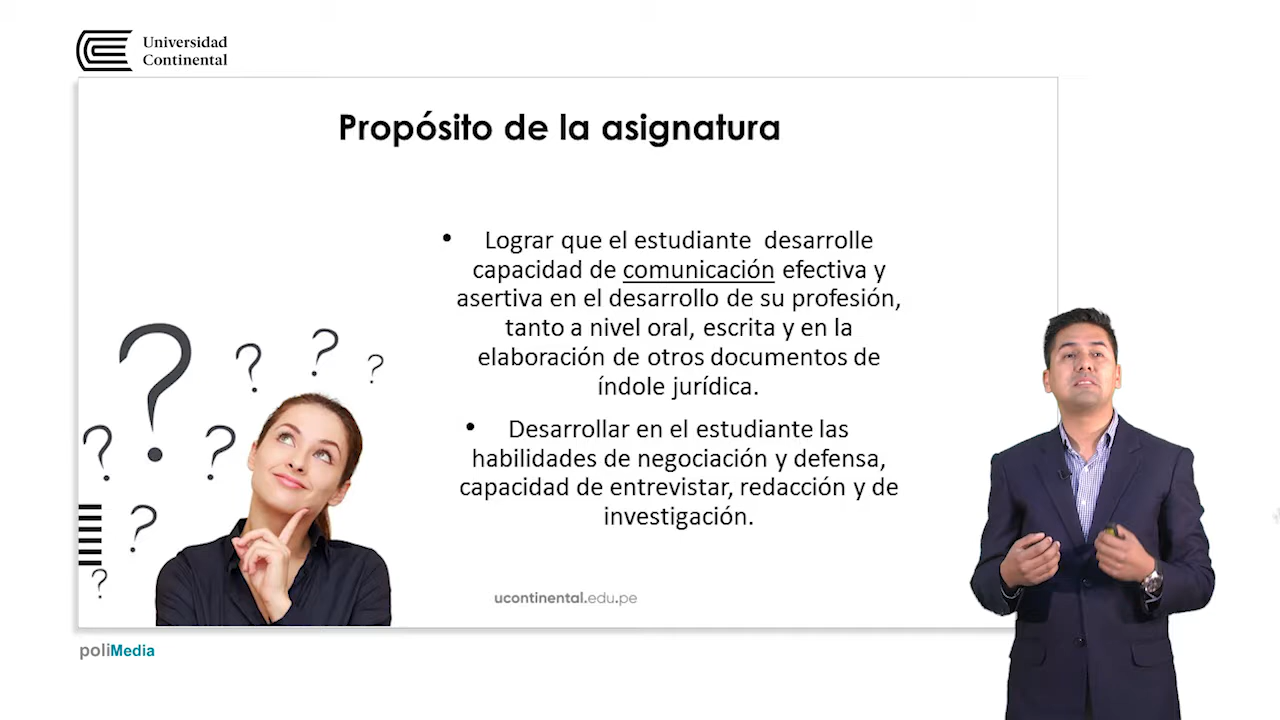 Universidad
Continental
Propósito de la asignatura
• Lograr que el estudiante desarrolle
capacidad de comunicación efectiva y
asertiva en el desarrollo de su profesión,
tanto a nivel oral, escrita y en la
elaboración de otros documentos de
índole jurídica.
• Desarrollar en el estudiante las
habilidades de negociación y defensa,
capacidad de entrevistar, redacción y de
investigación.
? ? ? ?
? ?
?
?
ucontinental.edu.pe
poliMedia